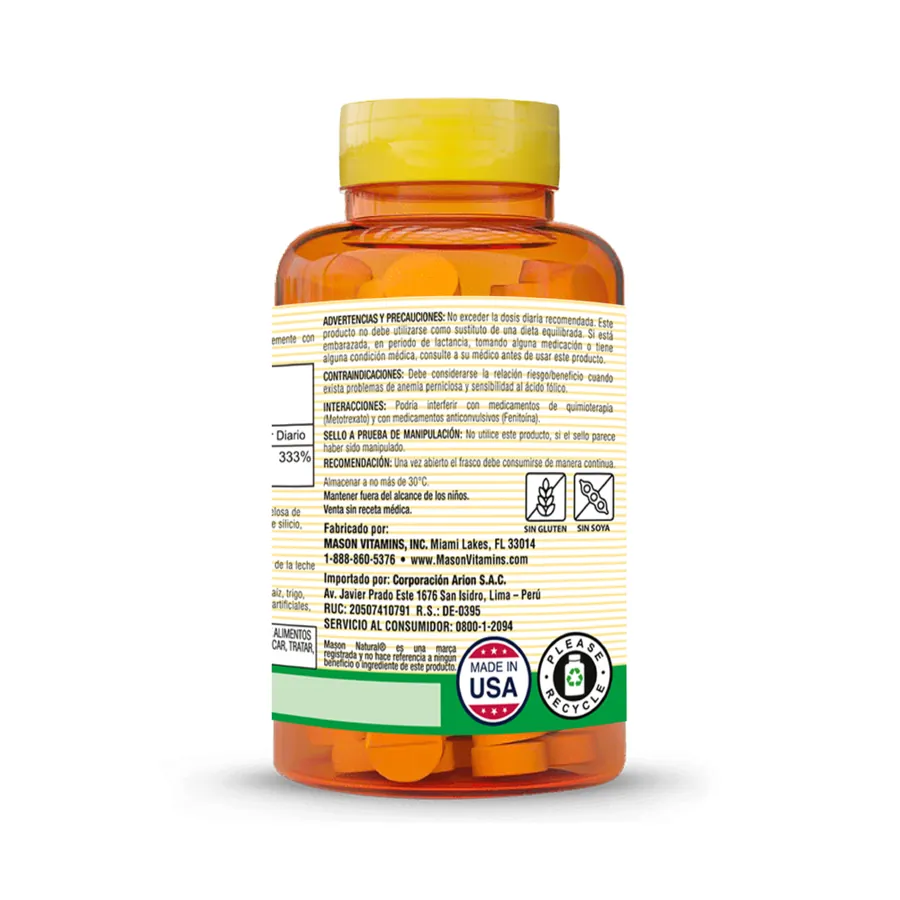 emente con
Diario
333%
elosa de
e silicio,
de la leche
aíz, trigo,
artificiales,
ALIMENTOS
CAR, TRATAR,
ADVERTENCIAS Y PRECAUCIONES: No exceder la dosis diaria recomendada. Este
producto no debe utilizarse como sustituto de una dieta equilibrada. Si está
embarazada, en periodo de lactancia, tomando alguna medicación o tiene
alguna condición médica, consulte a su médico antes de usar este producto.
CONTRAINDICACIONES: Debe considerarse la relación riesgo/beneficio cuando
exista problemas de anemia perniciosa y sensibilidad al ácido fólico.
INTERACCIONES: Podría interferir con medicamentos de quimioterapia
(Metotrexato) y con medicamentos anticonvulsivos (Fenitoína).
SELLO A PRUEBA DE MANIPULACIÓN: No utilice este producto, si el sello parece
haber sido manipulado.
RECOMENDACIÓN: Una vez abierto el frasco debe consumirse de manera continua.
Almacenar a no más de 30°C.
Mantener fuera del alcance de los niños.
Venta sin receta médica.
SIN GLUTEN SIN SOYA
Fabricado por:
MASON VITAMINS, INC. Miami Lakes, FL 33014
1-888-860-5376 • www.MasonVitamins.com
Importado por: Corporación Arion S.A.C.
Av. Javier Prado Este 1676 San Isidro, Lima – Perú
RUC: 20507410791 R.S.: DE-0395
SERVICIO AL CONSUMIDOR: 0800-1-2094
Mason Natural® es una marca
registrada y no hace referencia a ningún
beneficio o ingrediente de este producto.
MADE IN
USA
PLEASE
RECYCLE